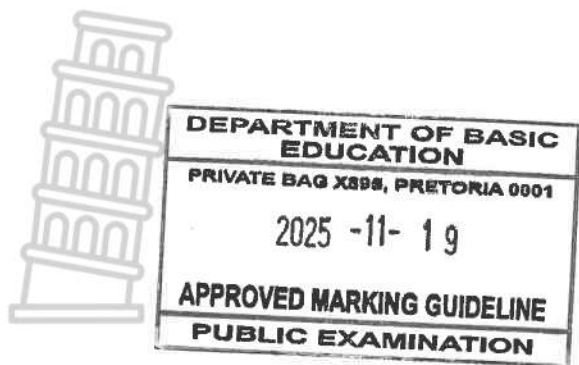 DEPARTMENT OF BASIC
EDUCATION
PRIVATE BAG X895, PRETORIA 0001
2025 -11- 19
APPROVED MARKING GUIDELINE
PUBLIC EXAMINATION